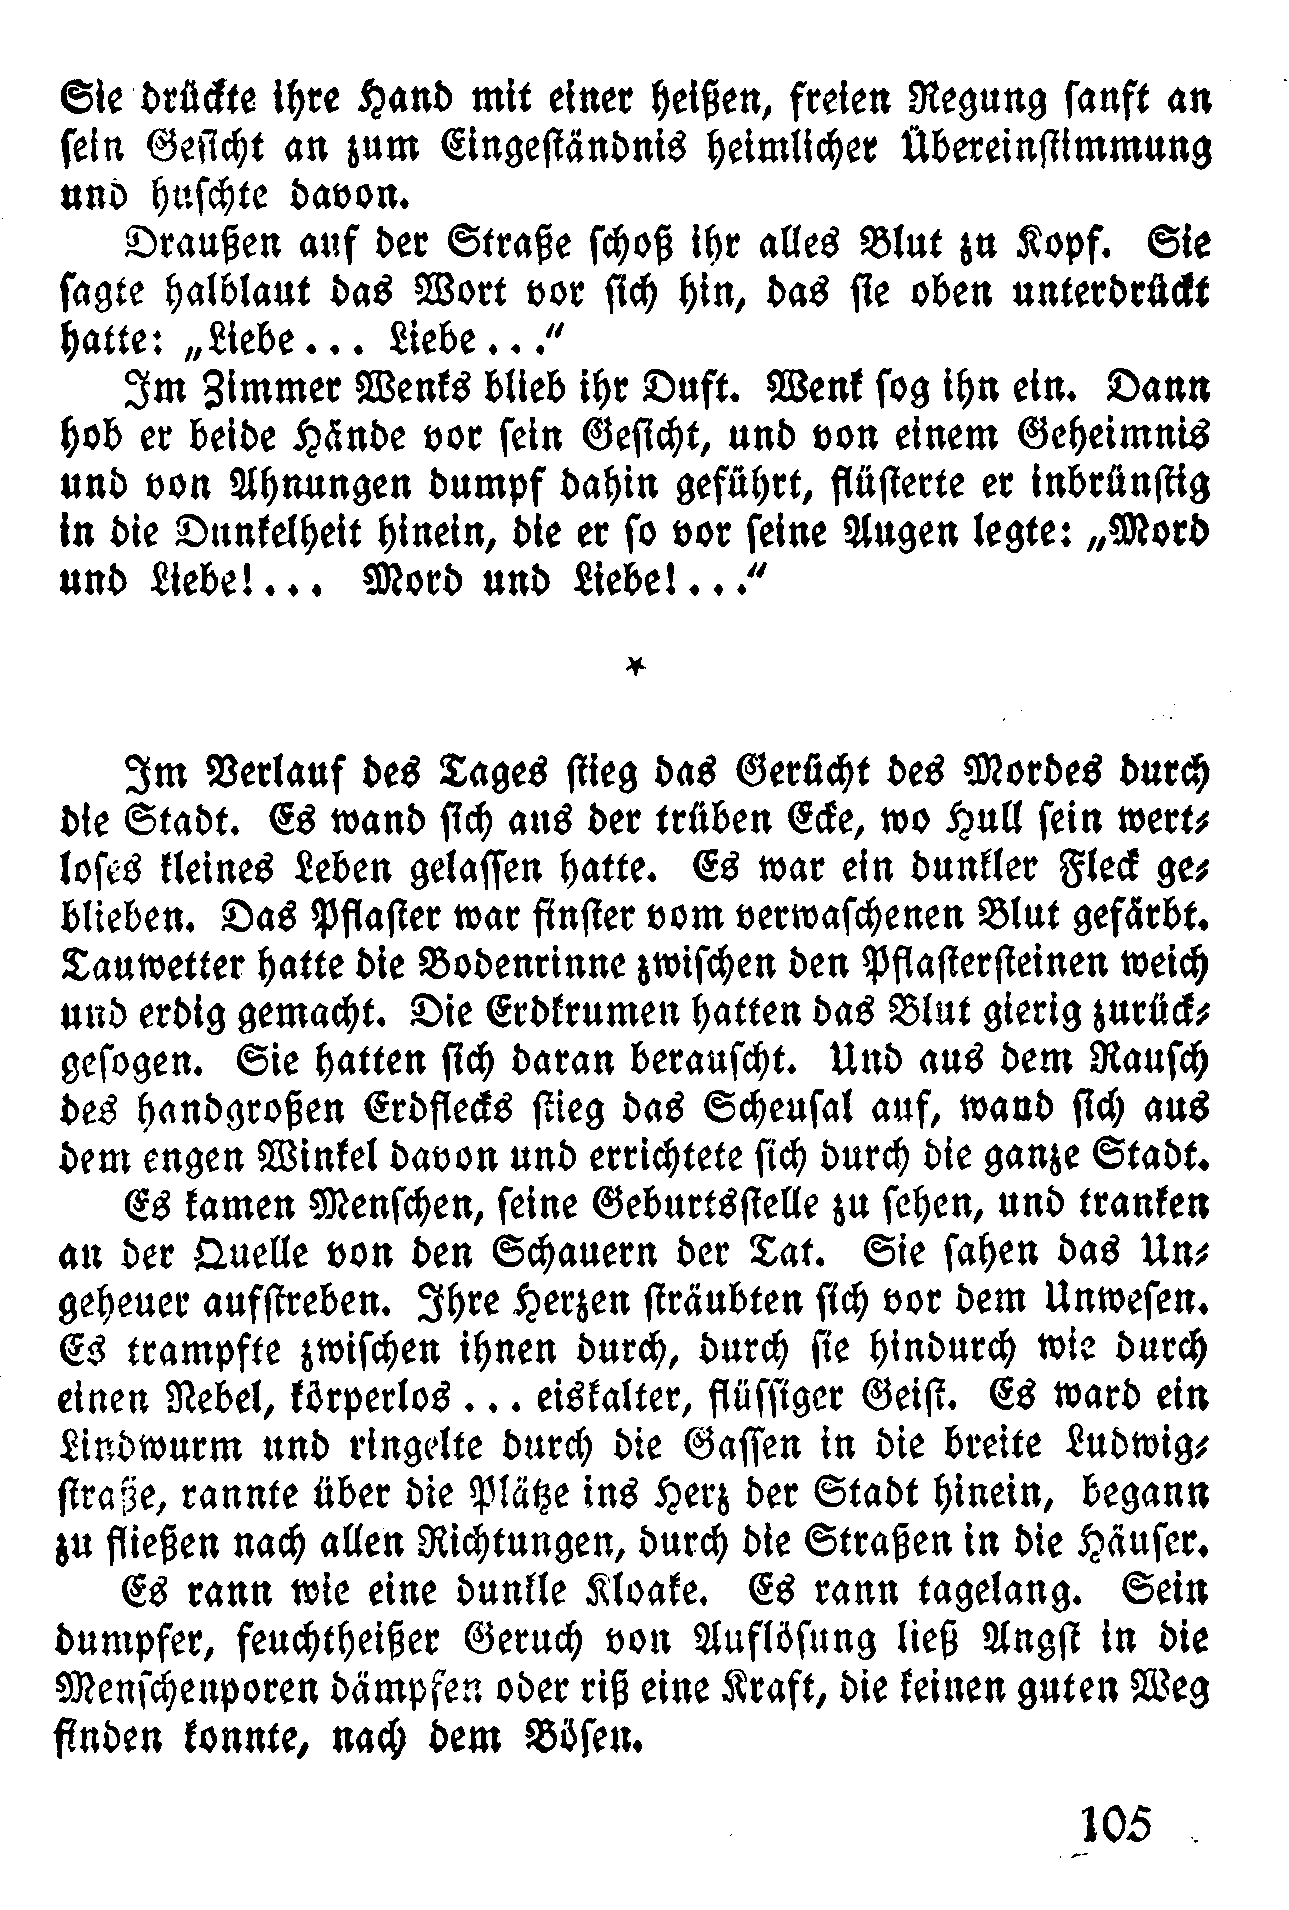 Sie drückte ihre Hand mit einer heißen, freien Regung sanft an
sein Gesicht an zum Eingeständnis heimlicher Übereinstimmung
und huschte davon.
Draußen auf der Straße schoß ihr alles Blut zu Kopf. Sie
sagte halblaut das Wort vor sich hin, das sie oben unterdrückt
hatte: „Liebe... Liebe...“
Im Zimmer Wenks blieb ihr Duft. Wenk sog ihn ein. Dann
hob er beide Hände vor sein Gesicht, und von einem Geheimnis
und von Ahnungen dumpf dahin geführt, flüsterte er inbrünstig
in die Dunkelheit hinein, die er so vor seine Augen legte: „Mord
und Liebe!... Mord und Liebe!...“
*
Im Verlauf des Tages stieg das Gerücht des Mordes durch
die Stadt. Es wand sich aus der trüben Ecke, wo Hull sein wert-
loses kleines Leben gelassen hatte. Es war ein dunkler Fleck ge-
blieben. Das Pflaster war finster vom verwaschenen Blut gefärbt.
Tauwetter hatte die Bodenrinne zwischen den Pflastersteinen weich
und erdig gemacht. Die Erdkrumen hatten das Blut gierig zurück-
gesogen. Sie hatten sich daran berauscht. Und aus dem Rausch
des handgroßen Erdflecks stieg das Scheusal auf, wand sich aus
dem engen Winkel davon und errichtete sich durch die ganze Stadt.
Es kamen Menschen, seine Geburtsstelle zu sehen, und tranken
an der Quelle von den Schauern der Tat. Sie sahen das Un-
geheuer aufstreben. Ihre Herzen sträubten sich vor dem Unwesen.
Es trampfte zwischen ihnen durch, durch sie hindurch wie durch
einen Nebel, körperlos... eiskalter, flüssiger Geist. Es ward ein
Lindwurm und ringelte durch die Gassen in die breite Ludwig-
straße, rannte über die Plätze ins Herz der Stadt hinein, begann
zu fließen nach allen Richtungen, durch die Straßen in die Häuser.
Es rann wie eine dunkle Kloake. Es rann tagelang. Sein
dumpfer, feuchtheißer Geruch von Auflösung ließ Angst in die
Menschenporen dämpfen oder riß eine Kraft, die keinen guten Weg
finden konnte, nach dem Bösen.
105